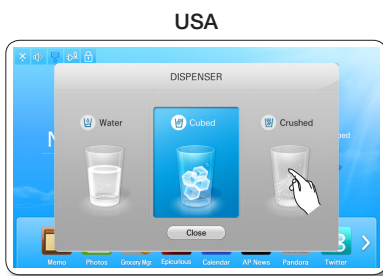 USA
DISPENSER
Water Cubed Crushed
Close
Memo Photos Grocery Mgr. Epicurious Calendar AP News Pandora Twitter